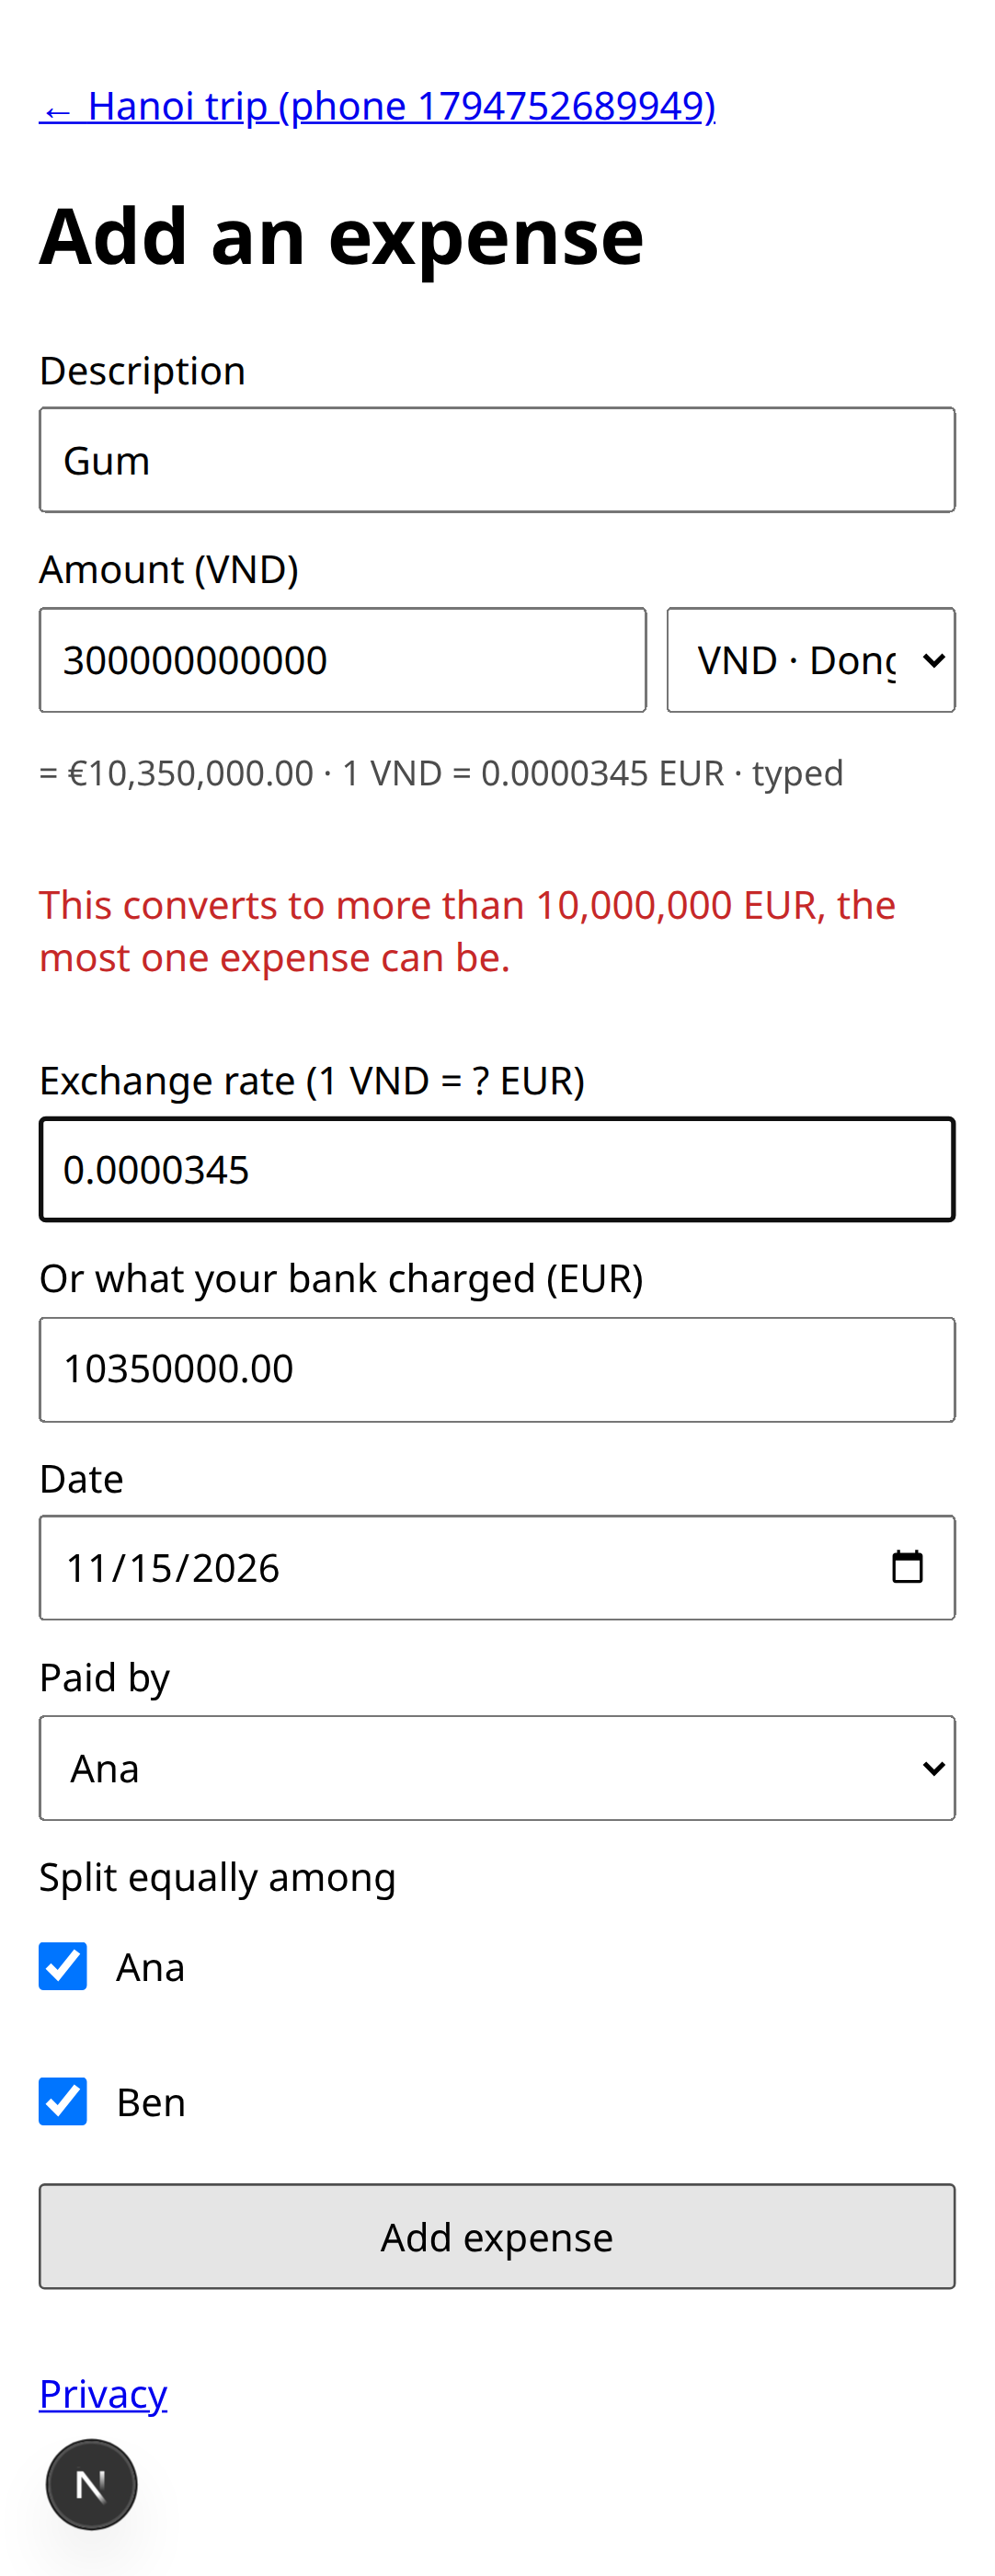 ← Hanoi trip (phone 1794752689949)
Add an expense
Description
Gum
Amount (VND)
300000000000
VND · Dong
= €10,350,000.00 · 1 VND = 0.0000345 EUR · typed
This converts to more than 10,000,000 EUR, the
most one expense can be.
Exchange rate (1 VND = ? EUR)
0.0000345
Or what your bank charged (EUR)
10350000.00
Date
11/15/2026
Paid by
Ana
Split equally among
Ana
Ben
Add expense
Privacy
N